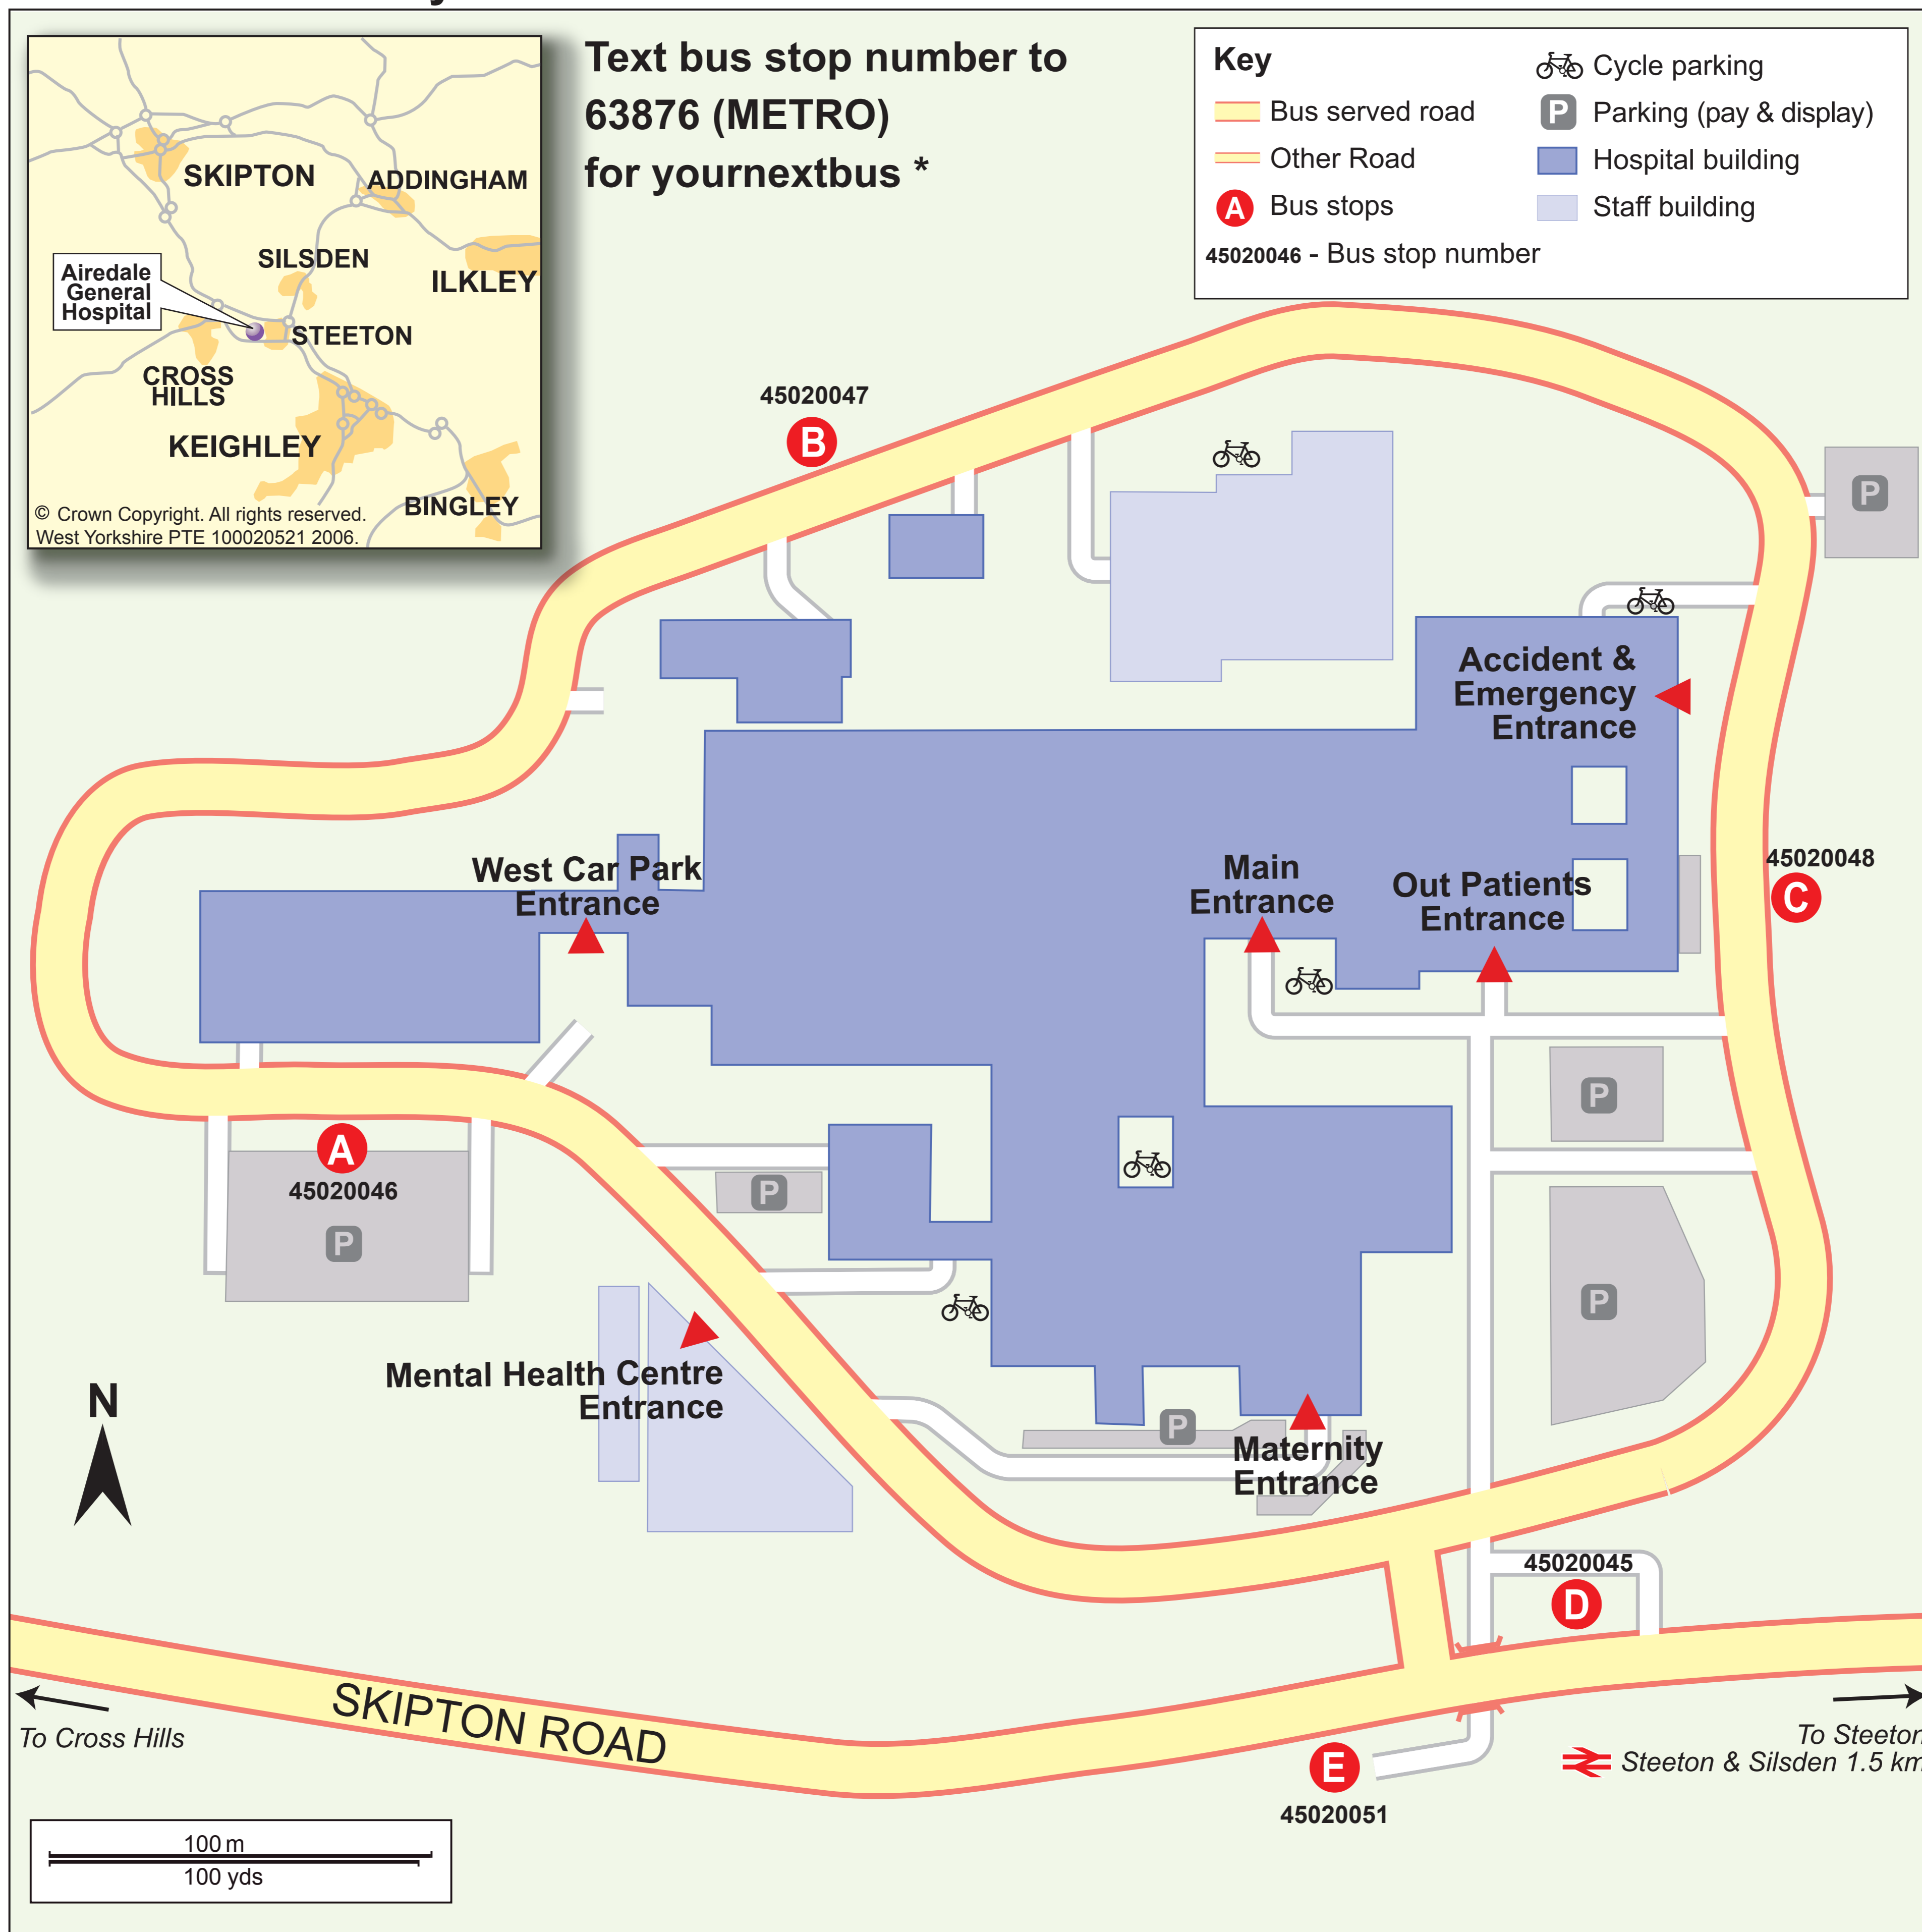 Text bus stop number to
63876 (METRO)
for yournextbus *
Key
Bus served road
Other Road
A Bus stops
45020046 - Bus stop number
Cycle parking
P Parking (pay & display)
Hospital building
Staff building
SKIPTON
ADDINGHAM
SILSDEN
ILKLEY
Airedale
General
Hospital
STEETON
CROSS
HILLS
KEIGHLEY
BINGLEY
© Crown Copyright. All rights reserved.
West Yorkshire PTE 100020521 2006.
45020047
B
P
Accident &
Emergency
Entrance
West Car Park
Entrance
Main
Entrance
Out Patients
Entrance
45020048
C
P
A
45020046
P
P
P
Mental Health Centre
Entrance
N
P
Maternity
Entrance
45020045
D
SKIPTON ROAD
To Cross Hills
To Steeton
Steeton & Silsden 1.5 km
E
45020051
100 m
100 yds